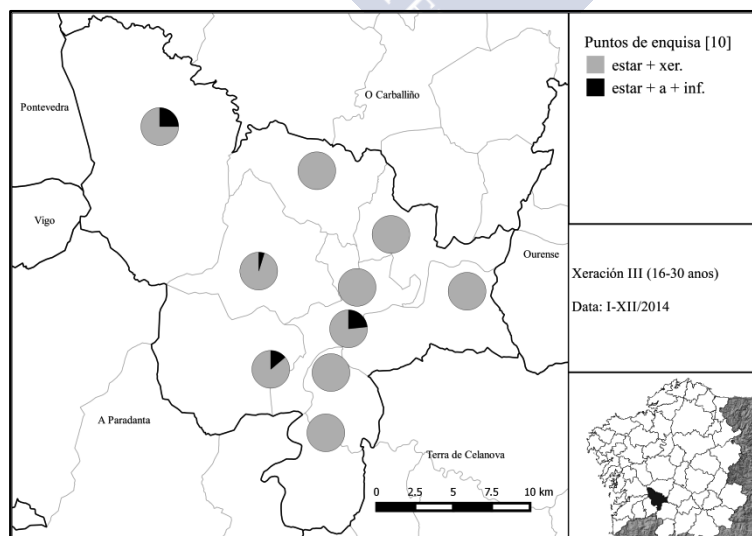 Puntos de enquisa [10]
estar + xer.
estar + a + inf.
Pontevedra
O Carballiño
Vigo
Ourense
Xeración III (16-30 anos)
Data: I-XII/2014
A Paradanta
Terra de Celanova
0 2.5 5 7.5 10 km